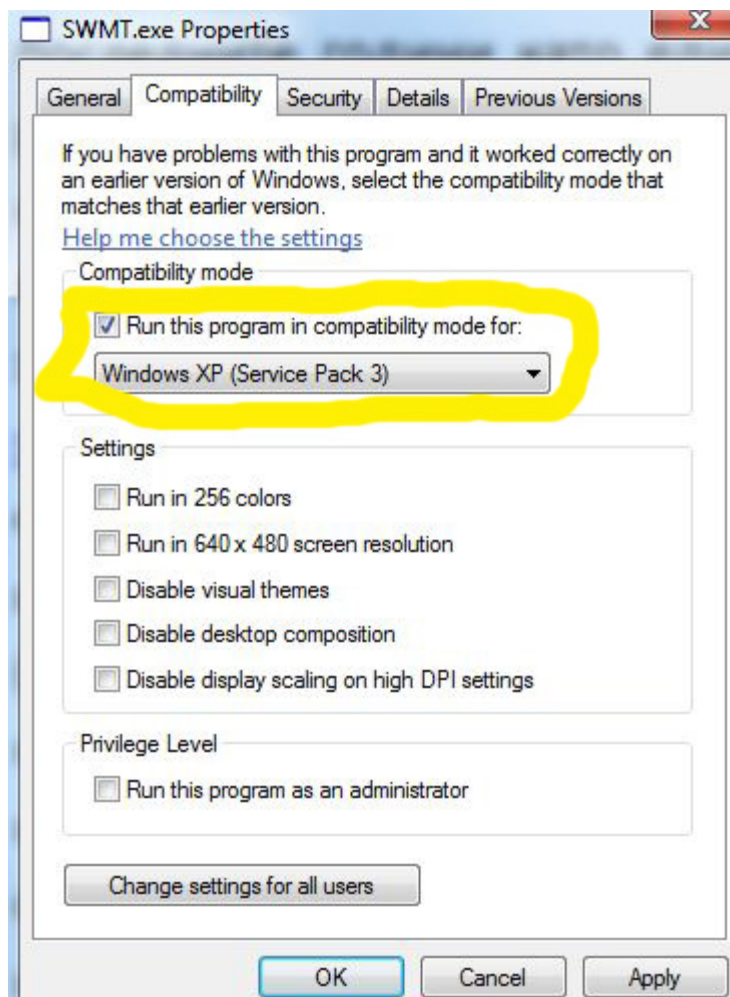 SWMT.exe Properties
X
General Compatibility Security Details Previous Versions
If you have problems with this program and it worked correctly on
an earlier version of Windows, select the compatibility mode that
matches that earlier version.
Help me choose the settings
Compatibility mode
Run this program in compatibility mode for:
Windows XP (Service Pack 3)
Settings
Run in 256 colors
Run in 640 x 480 screen resolution
Disable visual themes
Disable desktop composition
Disable display scaling on high DPI settings
Privilege Level
Run this program as an administrator
Change settings for all users
OK Cancel Apply